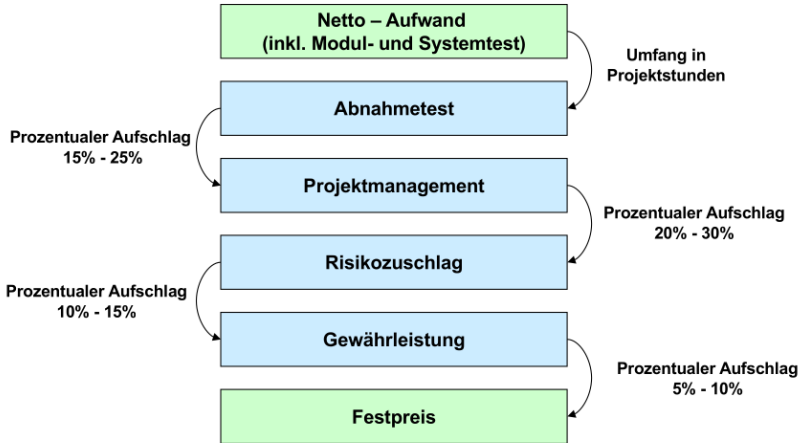 Netto – Aufwand
(inkl. Modul- und Systemtest)
Umfang in
Projektstunden
Abnahmetest
Prozentualer Aufschlag
15% - 25%
Projektmanagement
Prozentualer Aufschlag
20% - 30%
Risikozuschlag
Prozentualer Aufschlag
10% - 15%
Gewährleistung
Prozentualer Aufschlag
5% - 10%
Festpreis